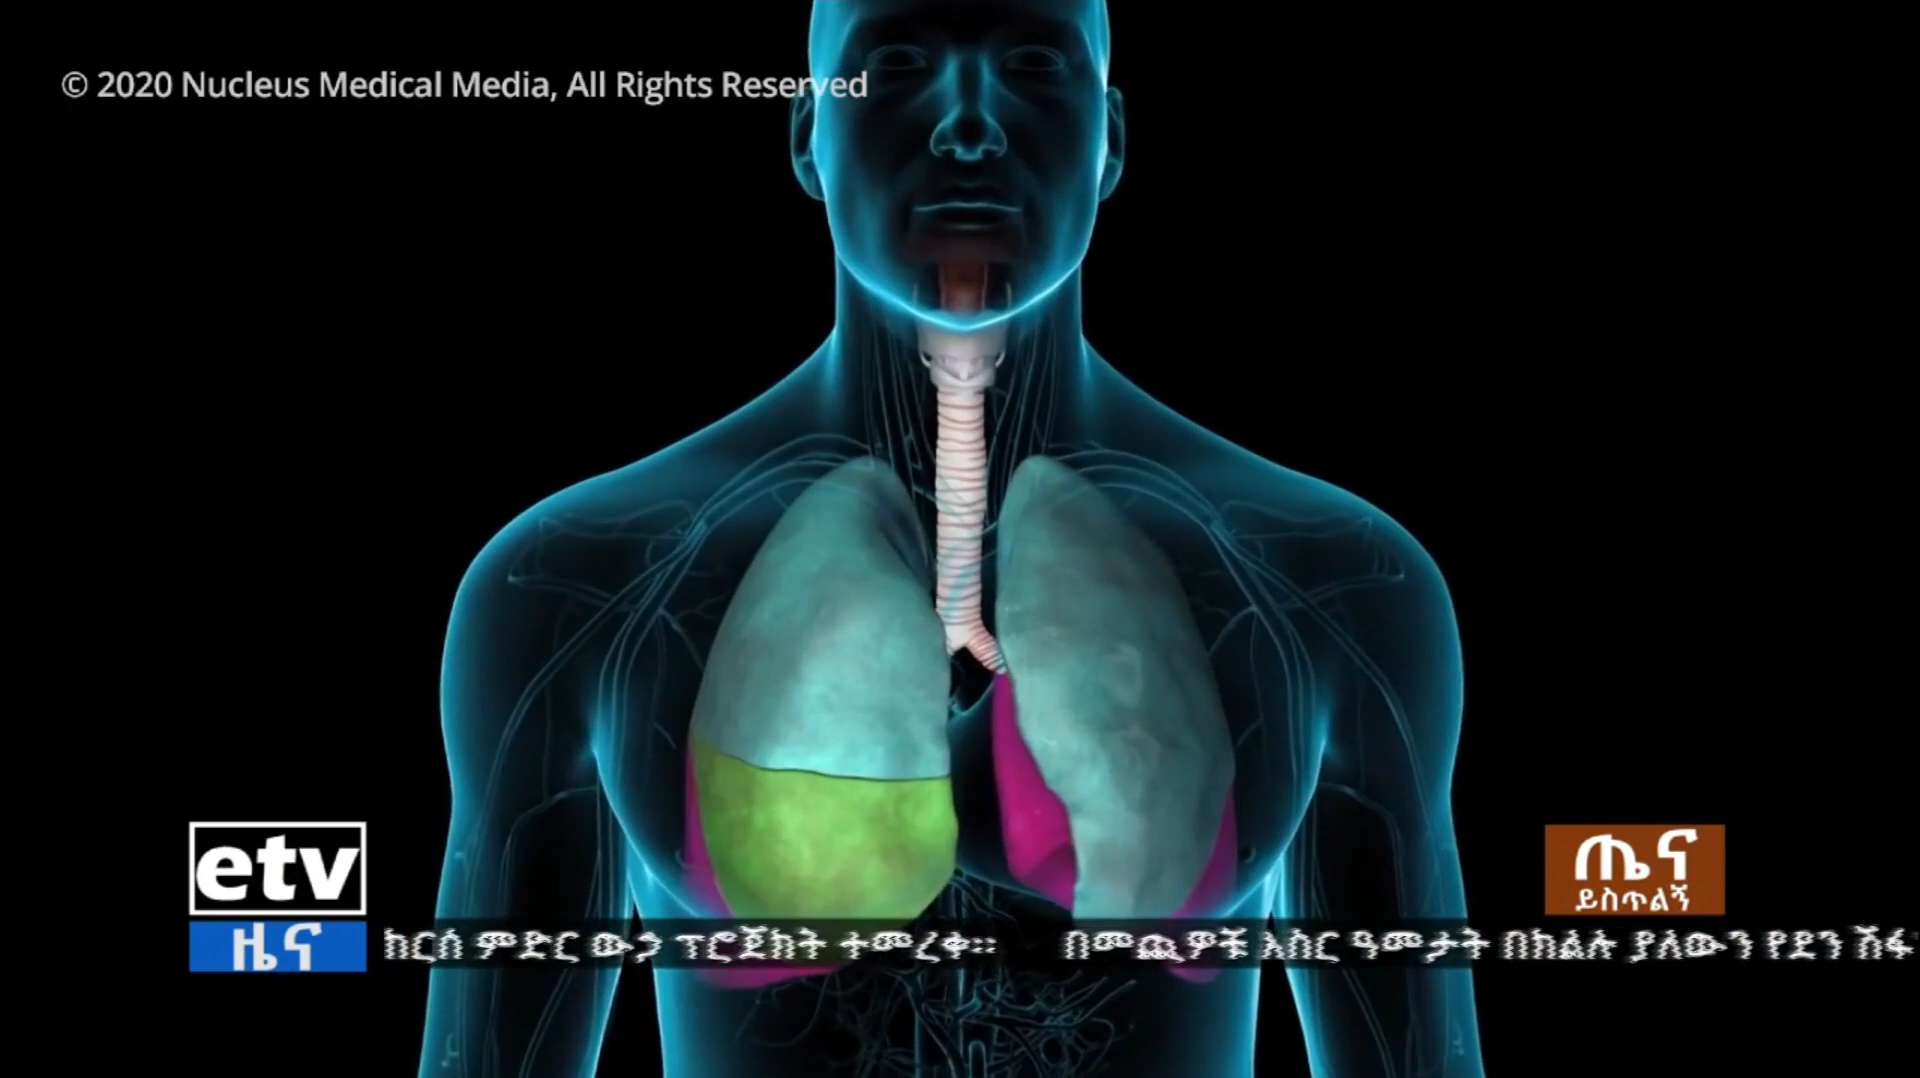 © 2020 Nucleus Medical Media, All Rights Reserved
etv
ጤና
ይስጥልኝ
ዜና
ከርሰ ምድር ውኃ ፕሮጀክት ተመረቀ። በመጪዎቹ አስር ዓመታት በክልሉ ያለውን የደን ሽፋ